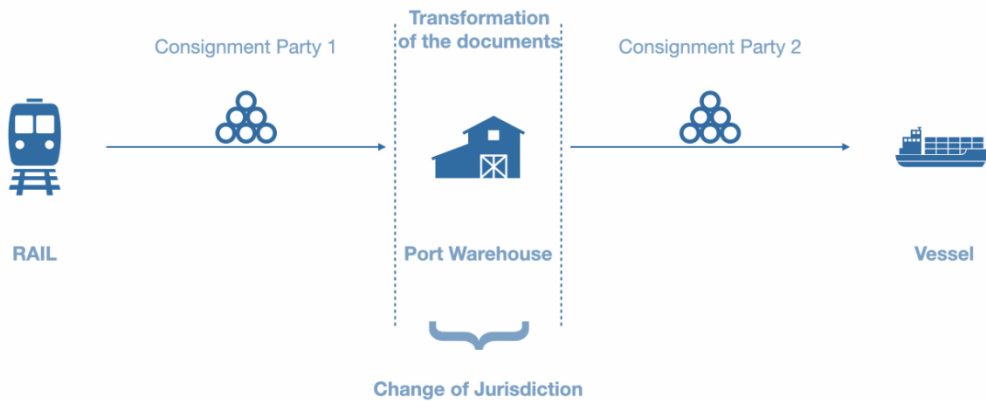 Transformation
of the documents
Consignment Party 1
Consignment Party 2
RAIL
Port Warehouse
Vessel
Change of Jurisdiction